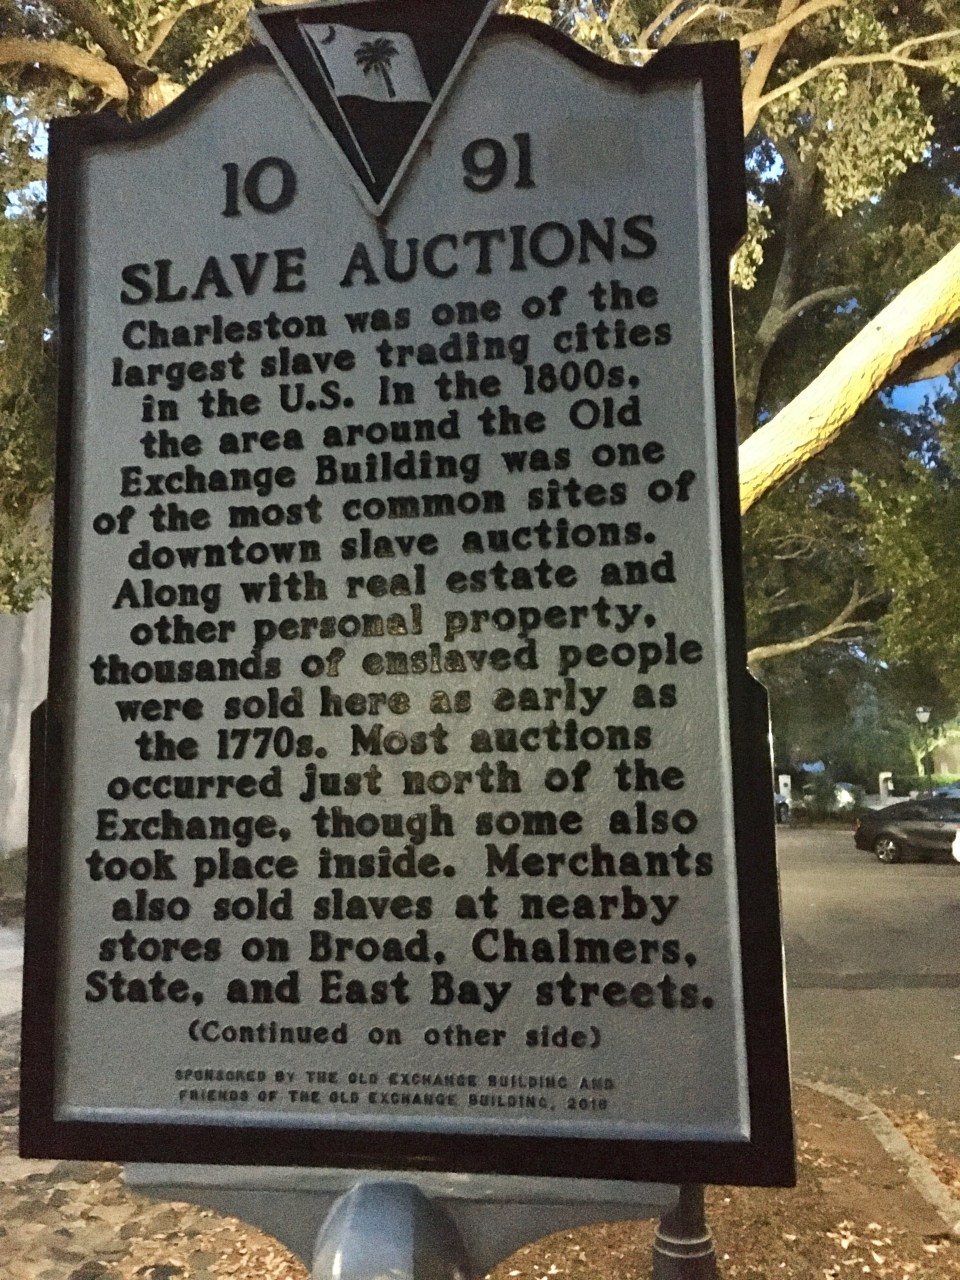 10 91
SLAVE AUCTIONS
Charleston was one of the
largest slave trading cities
in the U.S. In the 1800s,
the area around the Old
Exchange Building was one
of the most common sites of
downtown slave auctions.
Along with real estate and
other personal property,
thousands of enslaved people
were sold here as early as
the 1770s. Most auctions
occurred just north of the
Exchange, though some also
took place inside. Merchants
also sold slaves at nearby
stores on Broad, Chalmers,
State, and East Bay streets.
(Continued on other side)
SPONSORED BY THE OLD EXCHANGE BUILDING AND
FRIENDS OF THE OLD EXCHANGE BUILDING, 2016